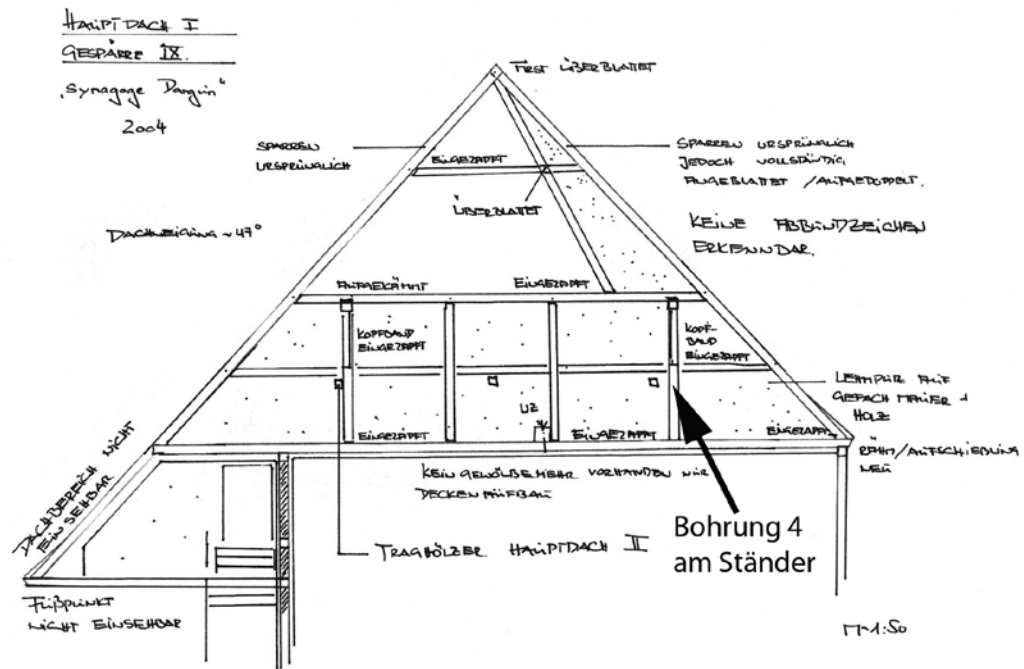 HAUPTDACH I
GESPÄRRE IX.
"Synagoge Dargun"
2004
FIRST ÜBERBLATTET
SPARREN
URSPRÜNGLICH
EINGEZAPFT
SPARREN URSPRÜNGLICH
JEDOCH VOLLSTÄNDIG
ANGEBLATTET / AUFGEDOPPELT.
ÜBERBLATTET
KEINE ABBUNDZEICHEN
ERKENNBAR.
DACHNEIGUNG ~47°
AUFGEKÄMMT
EINGEZAPFT
KOPFBAND
EINGEZAPFT
KOPF-
BAND
EINGEZAPFT
LEHMPUTZ AUF
GEFACH MAUER +
HOLZ
UZ
EINGEZAPFT
EINGEZAPFT
EINGEZAPFT
RÄHM/AUFSCHIEBUNG
NEU
DACHBEREICH NICHT
EINSEHBAR
KEIN GEWÖLBE MEHR VORHANDEN NUR
DECKENAUFBAU
Bohrung 4
am Ständer
TRAGHÖLZER HAUPTDACH II
FUßPUNKT
NICHT EINSEHBAR
M-1:50